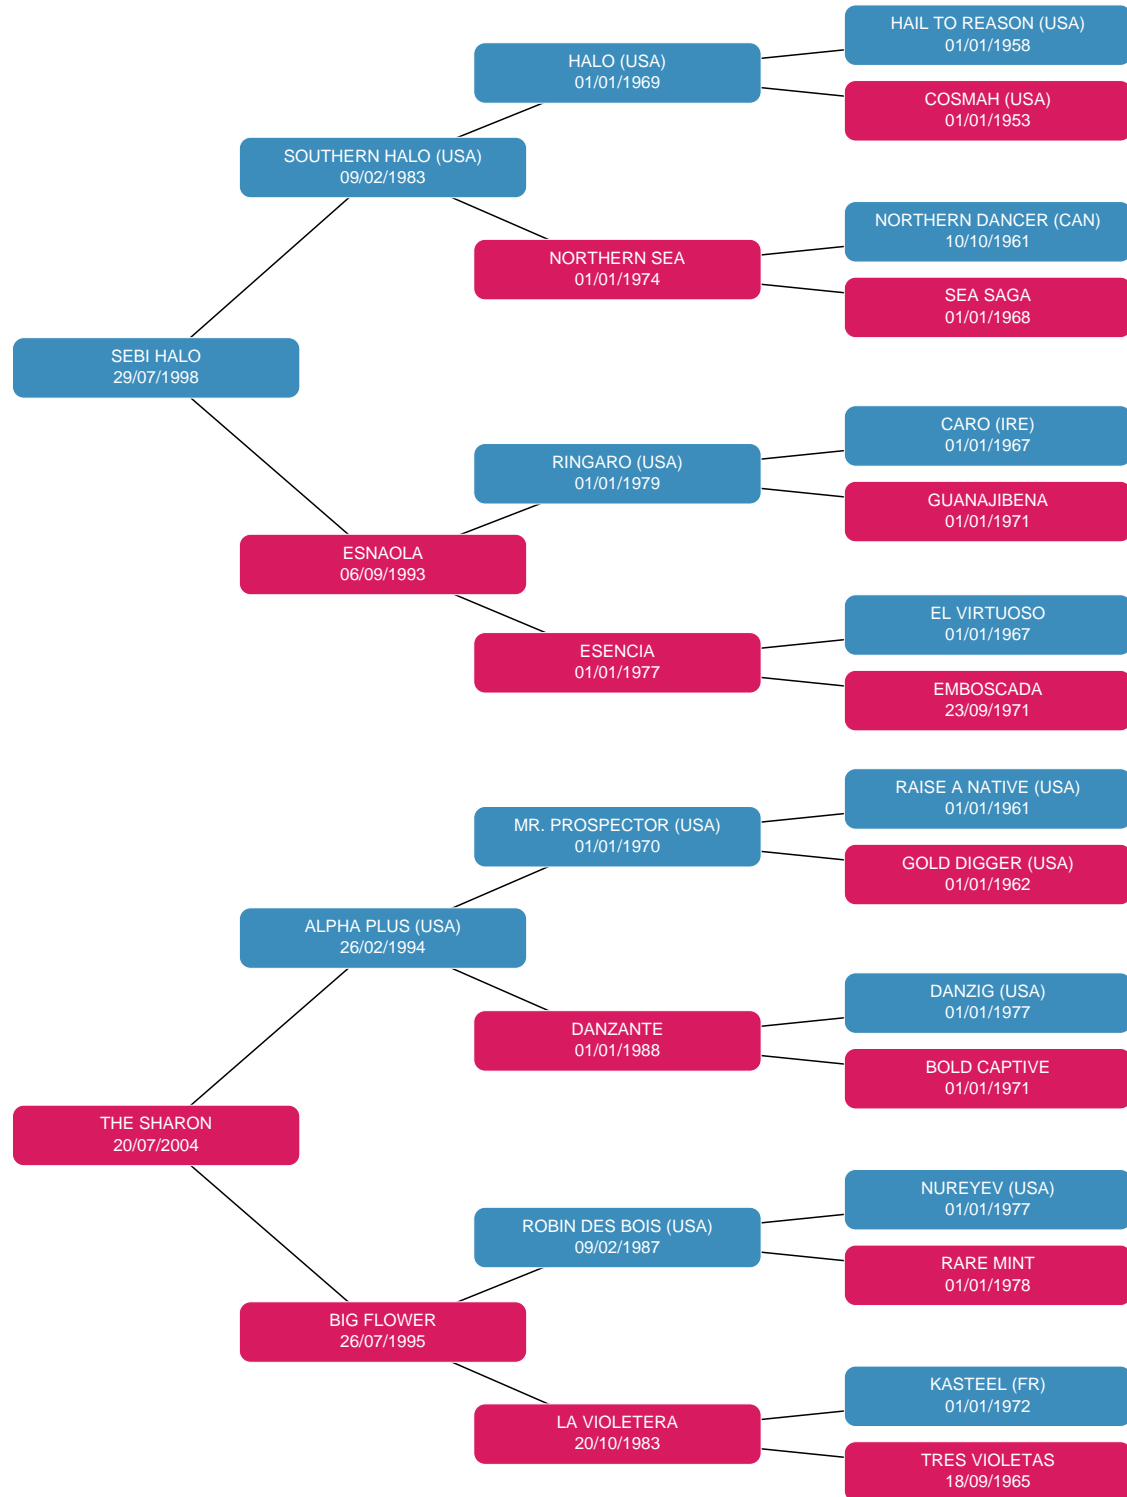 HAIL TO REASON (USA)
01/01/1958
HALO (USA)
01/01/1969
COSMAH (USA)
01/01/1953
SOUTHERN HALO (USA)
09/02/1983
NORTHERN DANCER (CAN)
10/10/1961
NORTHERN SEA
01/01/1974
SEA SAGA
01/01/1968
SEBI HALO
29/07/1998
CARO (IRE)
01/01/1967
RINGARO (USA)
01/01/1979
GUANAJIBENA
01/01/1971
ESNAOLA
06/09/1993
EL VIRTUOSO
01/01/1967
ESENCIA
01/01/1977
EMBOSCADA
23/09/1971
RAISE A NATIVE (USA)
01/01/1961
MR. PROSPECTOR (USA)
01/01/1970
GOLD DIGGER (USA)
01/01/1962
ALPHA PLUS (USA)
26/02/1994
DANZIG (USA)
01/01/1977
DANZANTE
01/01/1988
BOLD CAPTIVE
01/01/1971
THE SHARON
20/07/2004
NUREYEV (USA)
01/01/1977
ROBIN DES BOIS (USA)
09/02/1987
RARE MINT
01/01/1978
BIG FLOWER
26/07/1995
KASTEEL (FR)
01/01/1972
LA VIOLETERA
20/10/1983
TRES VIOLETAS
18/09/1965